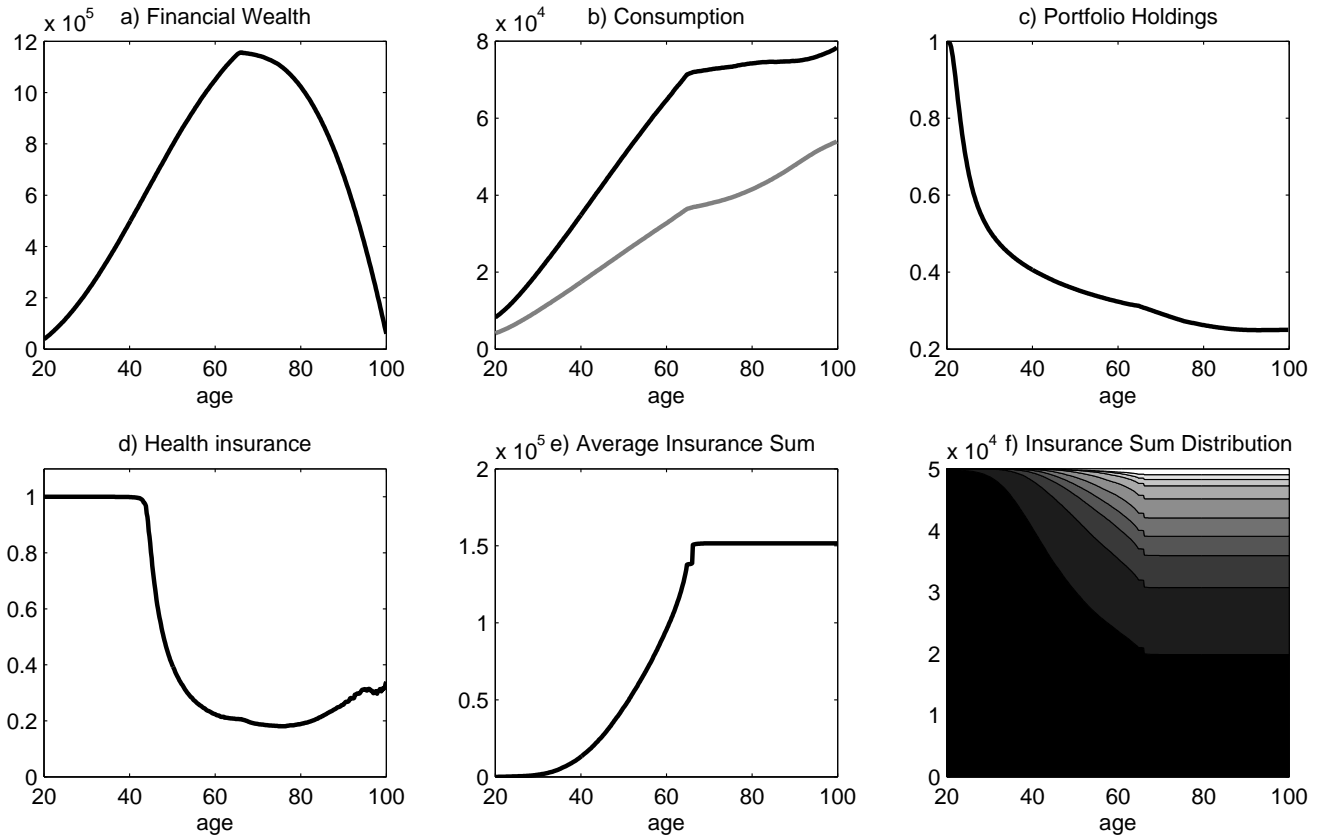 a) Financial Wealth
x 10^5
12
10
8
6
4
2
0
20 40 60 80 100
age
b) Consumption
x 10^4
8
6
4
2
0
20 40 60 80 100
age
c) Portfolio Holdings
1
0.8
0.6
0.4
0.2
20 40 60 80 100
age
d) Health insurance
1
0.8
0.6
0.4
0.2
0
20 40 60 80 100
age
x 10^5 e) Average Insurance Sum
2
1.5
1
0.5
0
20 40 60 80 100
age
x 10^4 f) Insurance Sum Distribution
5
4
3
2
1
0
20 40 60 80 100
age